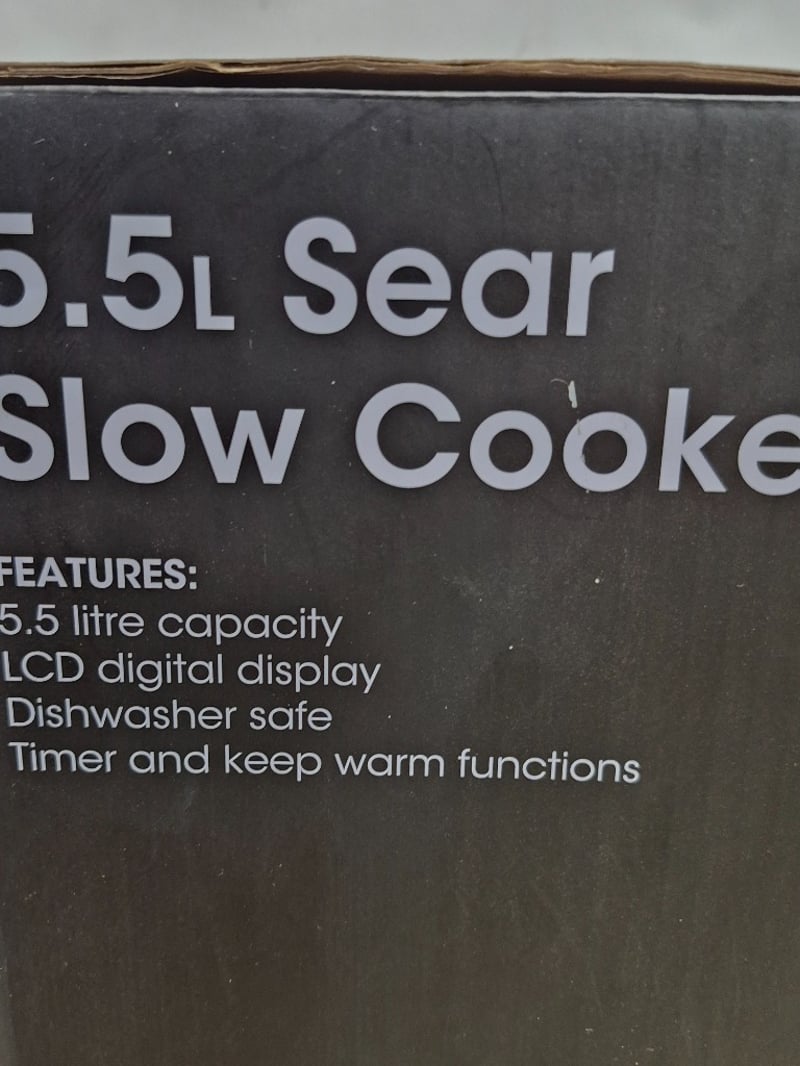 5.5L Sear
Slow Cooke
FEATURES:
5.5 litre capacity
LCD digital display
Dishwasher safe
Timer and keep warm functions